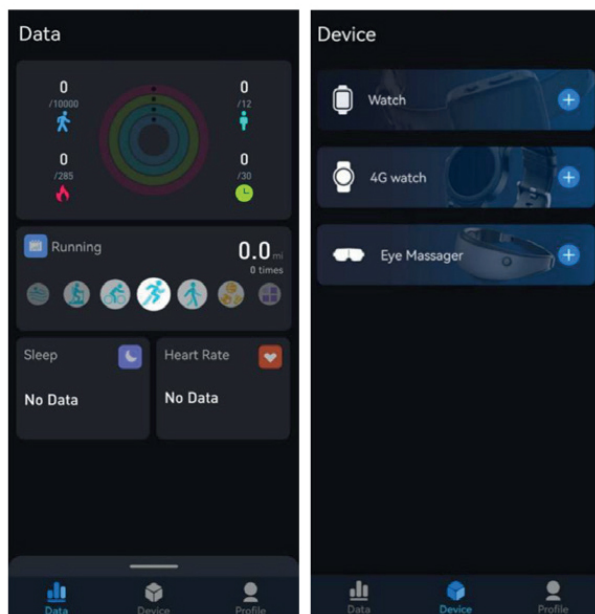 Data
0
/10000
0
/12
0
/285
0
/30
Running
0.0 mi
0 times
Sleep
No Data
Heart Rate
No Data
Data
Device
Profile
Device
Watch
4G watch
Eye Massager
Data
Device
Profile